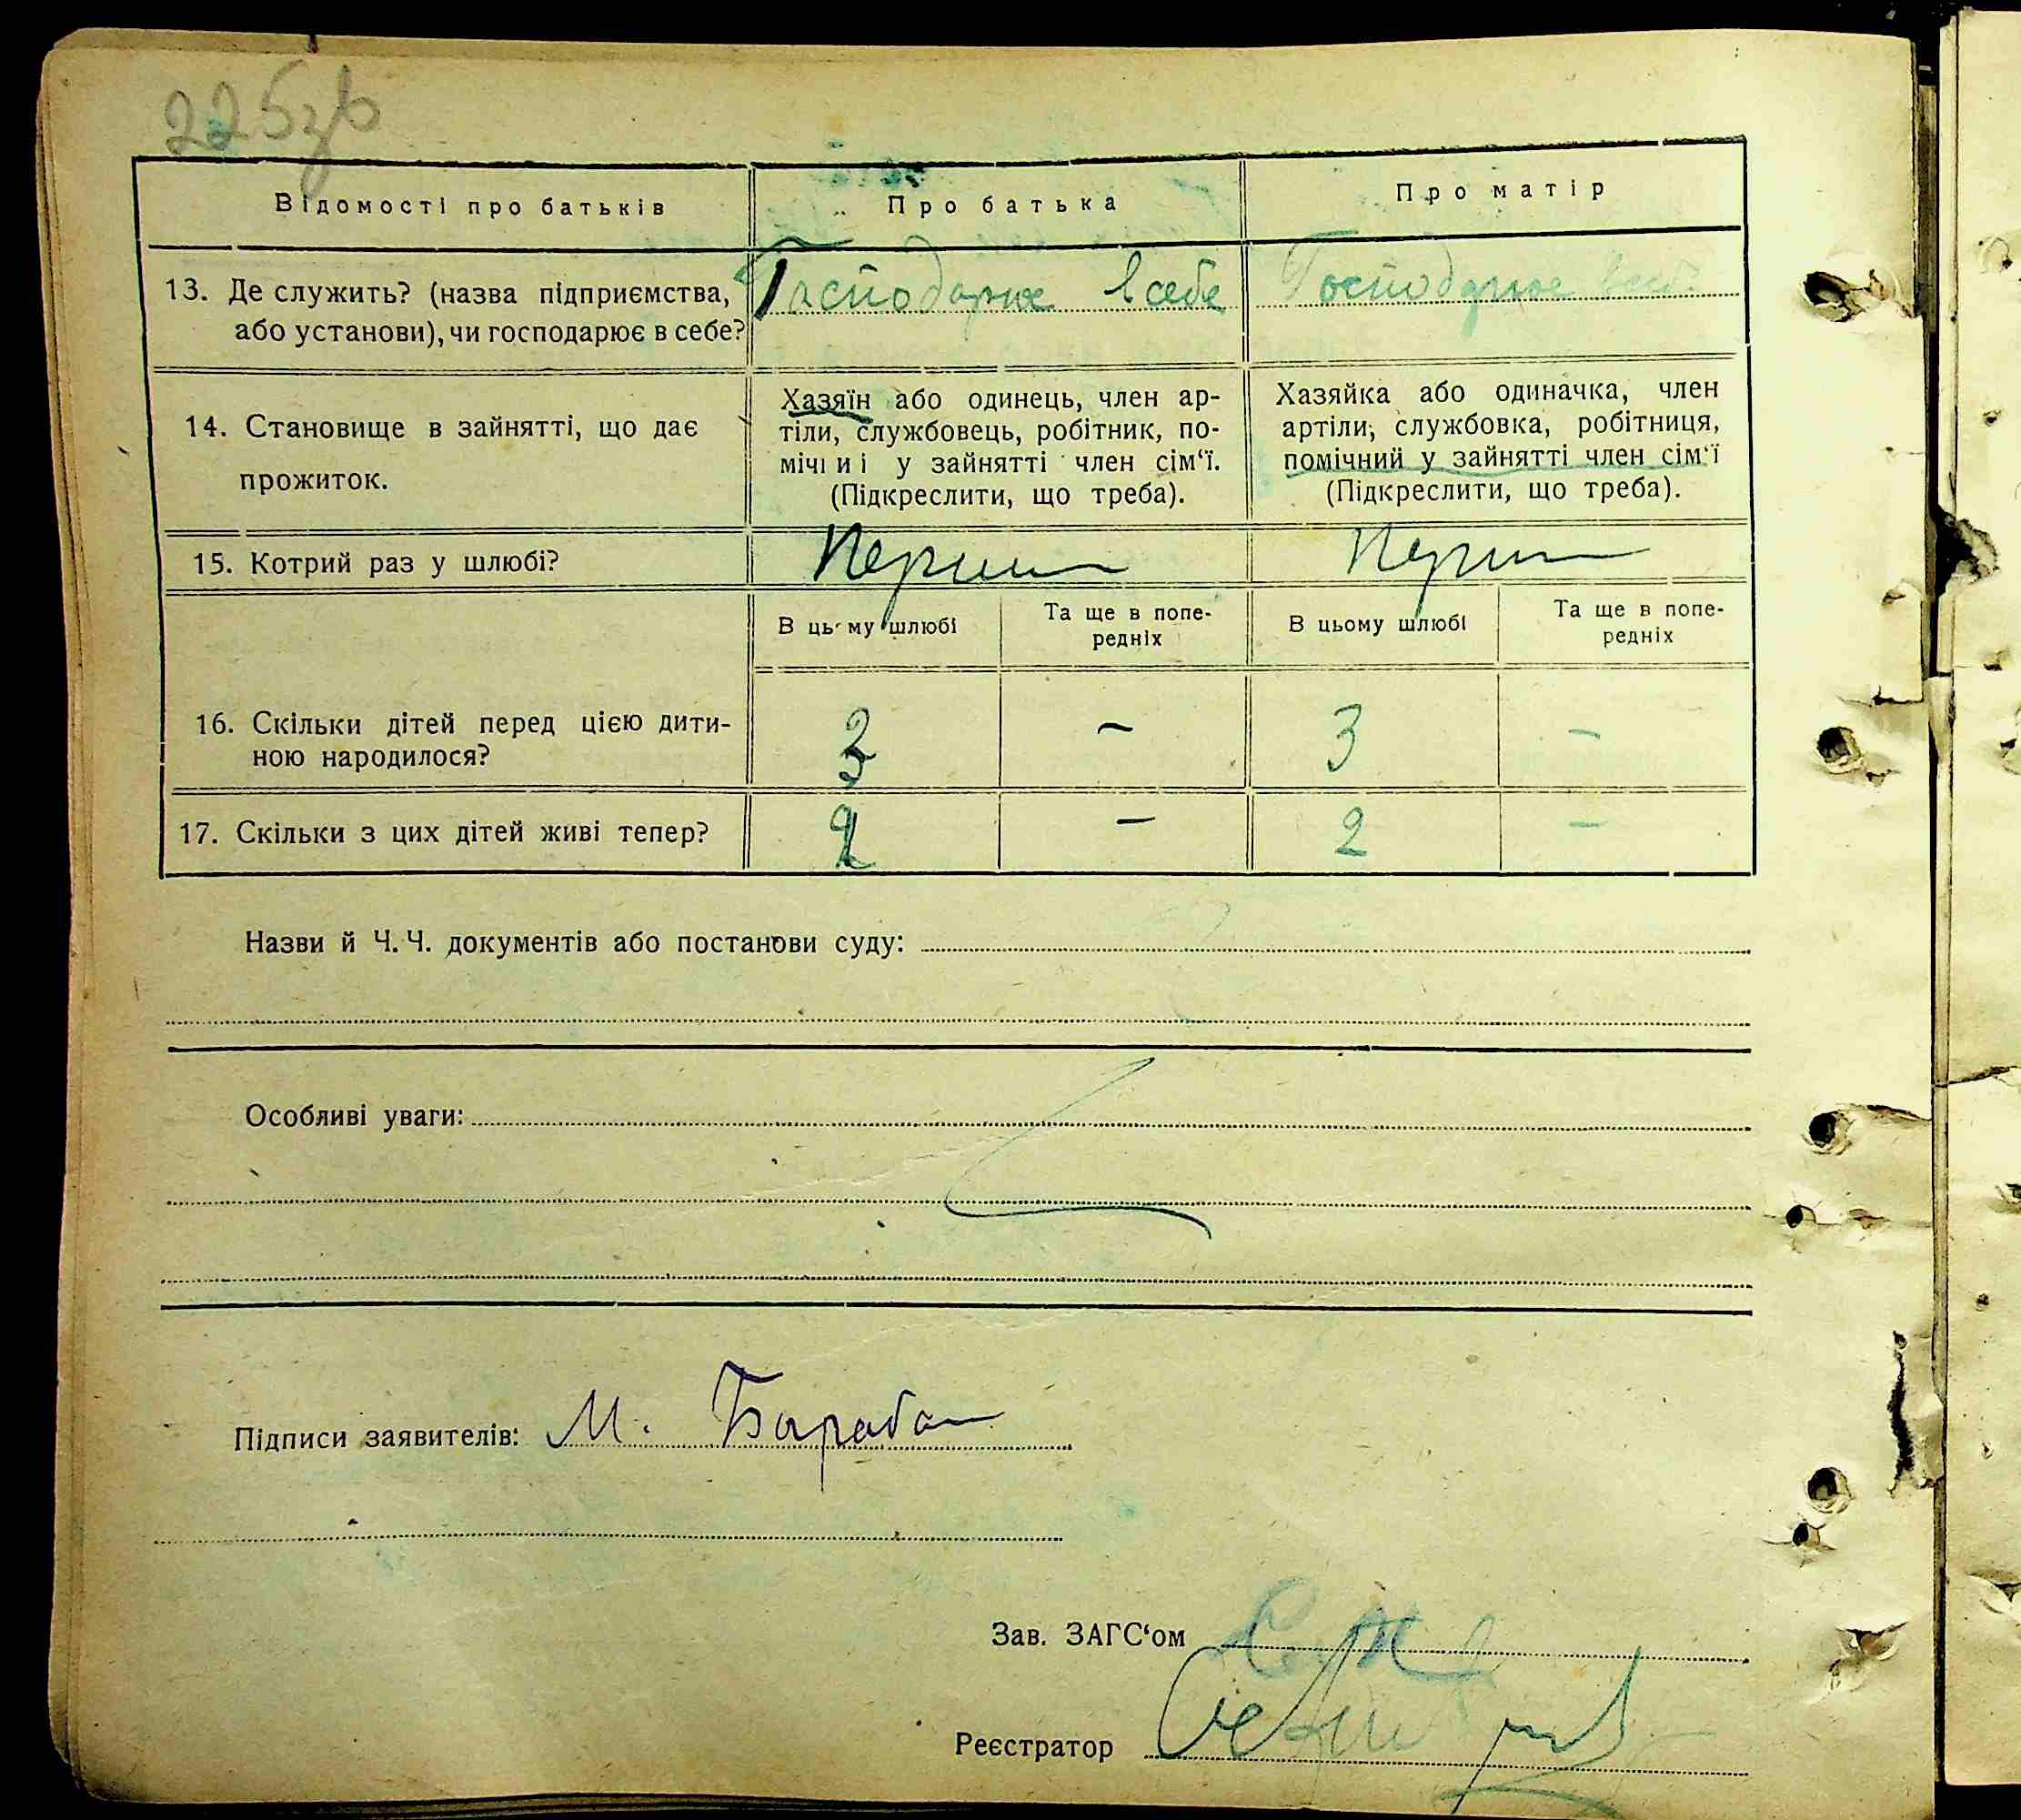 225зв
Відомості про батьків
Про батька
Про матір
13. Де служить? (назва підприємства,
або установи), чи господарює в себе?
Господарює в себе
Господарює в себе
14. Становище в зайнятті, що дає
прожиток.
Хазяїн або одинець, член ар-
тіли, службовець, робітник, по-
мічниі у зайнятті член сім‘ї.
(Підкреслити, що треба).
Хазяйка або одиначка, член
артіли, службовка, робітниця,
помічний у зайнятті член сім‘ї
(Підкреслити, що треба).
15. Котрий раз у шлюбі?
Перший
Перший
В цьому шлюбі
Та ще в попе-
редніх
В цьому шлюбі
Та ще в попе-
редніх
16. Скільки дітей перед цією дити-
ною народилося?
3
-
3
-
17. Скільки з цих дітей живі тепер?
2
-
2
-
Назви й Ч. Ч. документів або постанови суду:
Особливі уваги:
Підписи заявителів: М. Барабаш
Зав. ЗАГС‘ом
Реєстратор